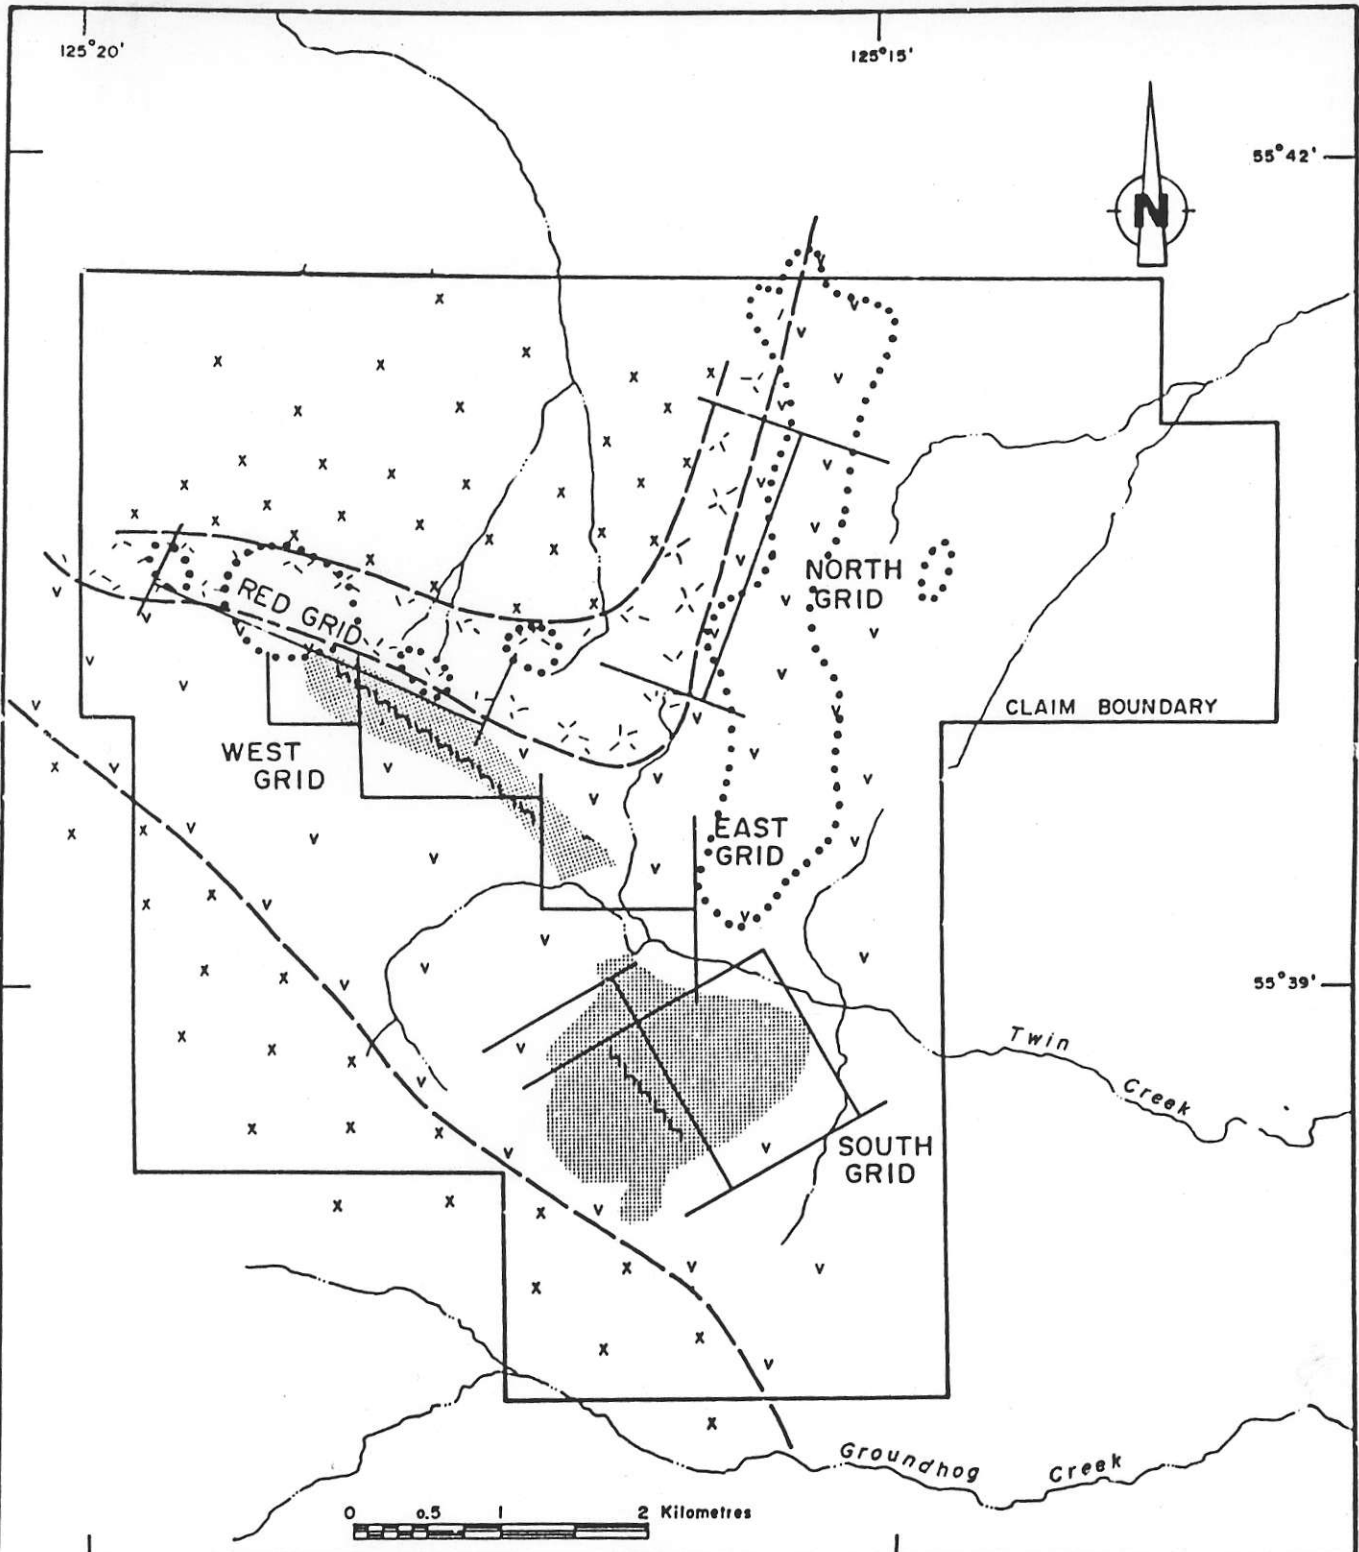 125°20'
125°15'
55°42'
N
NORTH
GRID
RED GRID
CLAIM BOUNDARY
WEST
GRID
EAST
GRID
55°39'
Twin
Creek
SOUTH
GRID
Groundhog Creek
0 0.5 1 2 Kilometres